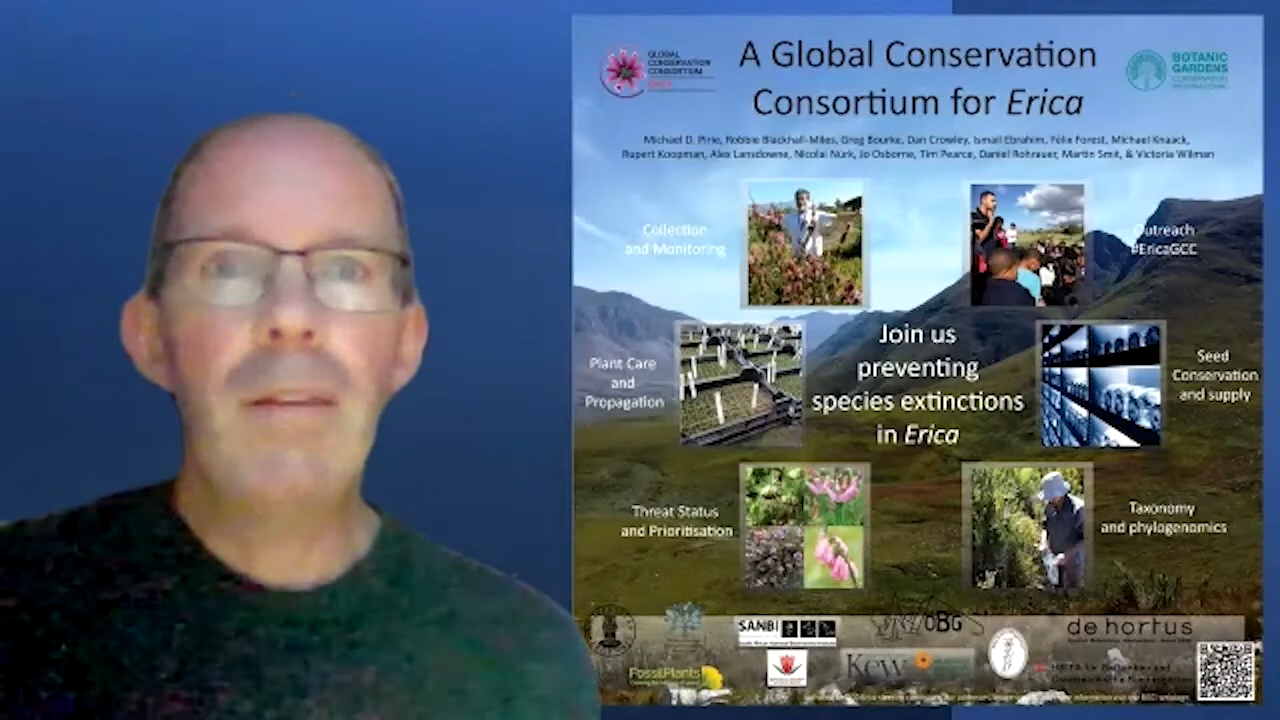 GLOBAL
CONSERVATION
CONSORTIUM
A Global Conservation
Consortium for Erica
BOTANIC
GARDENS
CONSERVATION
INTERNATIONAL
Michael D. Pirie, Robbie Blackhall-Miles, Greg Bourke, Dan Crowley, Ismail Ebrahim, Félix Forest, Michael Knaack,
Rupert Koopman, Alex Lansdowne, Nicolai Nürk, Jo Osborne, Tim Pearce, Daniel Rohrauer, Martin Smit, & Victoria Wilman
Collection
and Monitoring
Outreach
#EricaGCC
Plant Care
and
Propagation
Join us
preventing
species extinctions
in Erica
Seed
Conservation
and supply
Threat Status
and Prioritisation
Taxonomy
and phylogenomics
SANBI
OBG
de hortus
Kew
FossilPlants